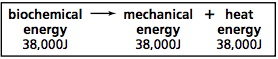 biochemical ⟶ mechanical + heat
energy energy energy
38,000J 38,000J 38,000J